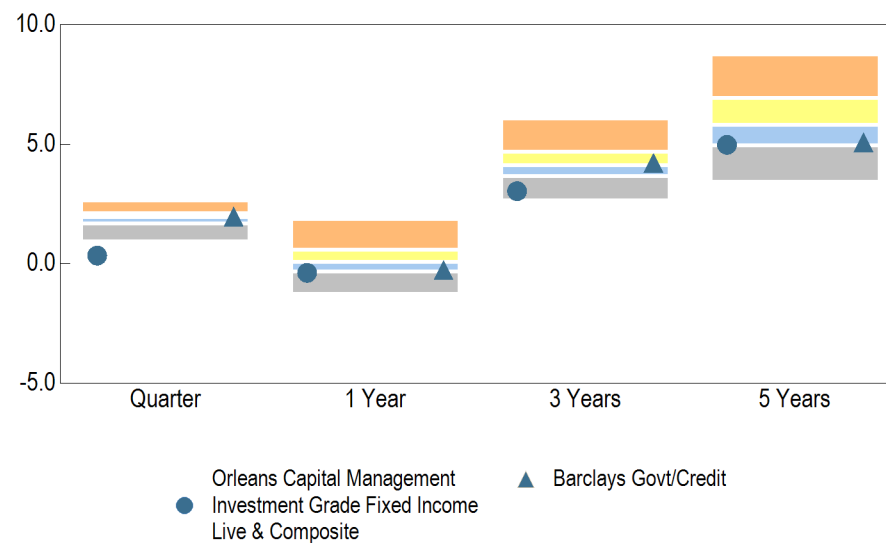 10.0
5.0
0.0
-5.0
Quarter 1 Year 3 Years 5 Years
Orleans Capital Management
Investment Grade Fixed Income
Live & Composite
Barclays Govt/Credit